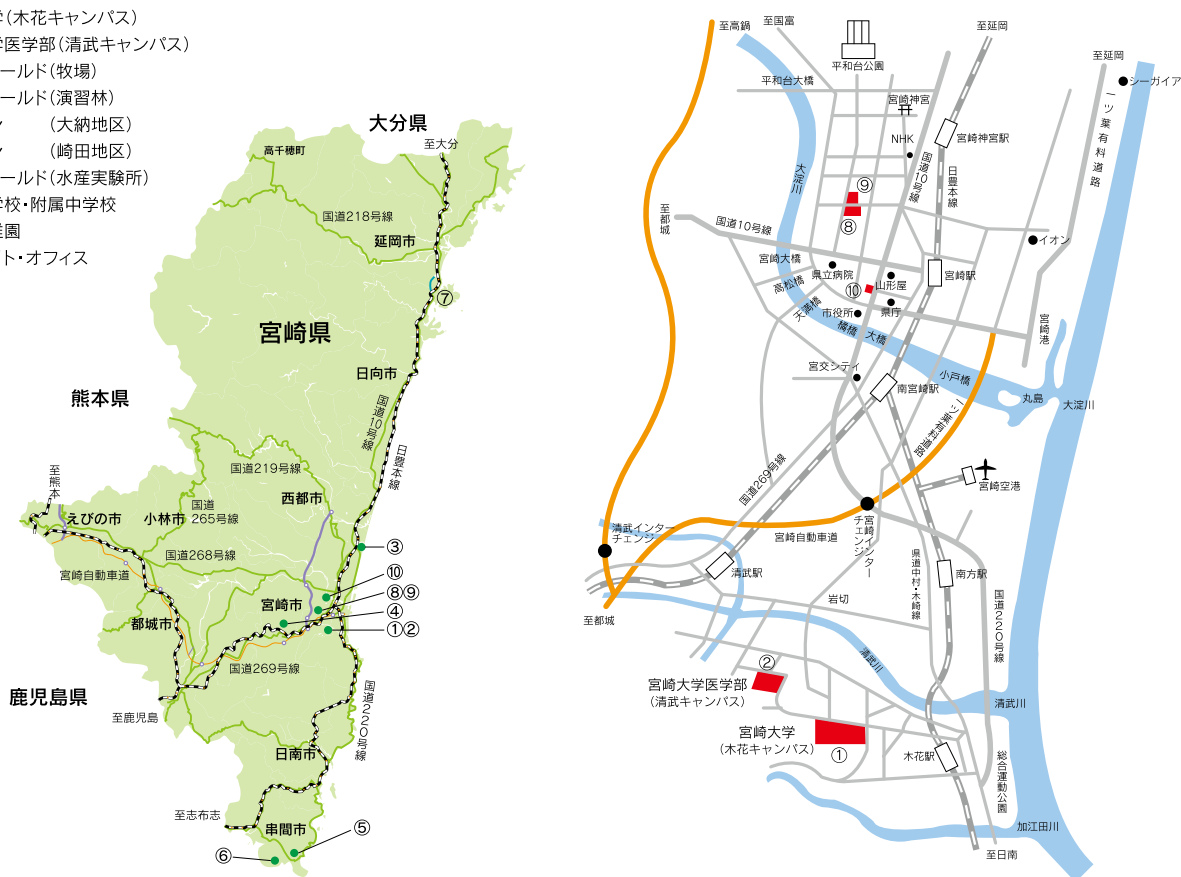 (木花キャンパス)
学医学部(清武キャンパス)
ールド(牧場)
ールド(演習林)
(大納地区)
(崎田地区)
ールド(水産実験所)
学校・附属中学校
園
ト・オフィス
大分県
至大分
高千穂町
国道218号線
延岡市
⑦
宮崎県
日向市
熊本県
国道10号線
日豊本線
国道219号線
西都市
至熊本
えびの市
小林市
国道
265号線
国道268号線
③
宮崎自動車道
⑩
宮崎市
⑧⑨
④
①②
都城市
国道269号線
鹿児島県
至鹿児島
国道220号線
日南市
至志布志
串間市
⑤
⑥
至高鍋
至国富
至延岡
平和台公園
至延岡
シーガイア
平和台大橋
宮崎神宮
一ツ葉有料道路
宮崎神宮駅
NHK
国道10号線
日豊本線
大淀川
⑨
⑧
至都城
国道10号線
イオン
宮崎大橋
県立病院
宮崎駅
高松橋
山形屋
⑩
天満橋
市役所
県庁
橘橋
大橋
宮崎港
宮交シティ
小戸橋
南宮崎駅
丸島
大淀川
一ツ葉有料道路
国道269号線
宮崎空港
清武インター
チェンジ
宮崎自動車道
宮崎インター
チェンジ
清武駅
県道中村・木崎線
南方駅
岩切
国道220号線
至都城
清武川
②
宮崎大学医学部
(清武キャンパス)
清武川
宮崎大学
(木花キャンパス)
①
木花駅
総合運動公園
加江田川
至日南